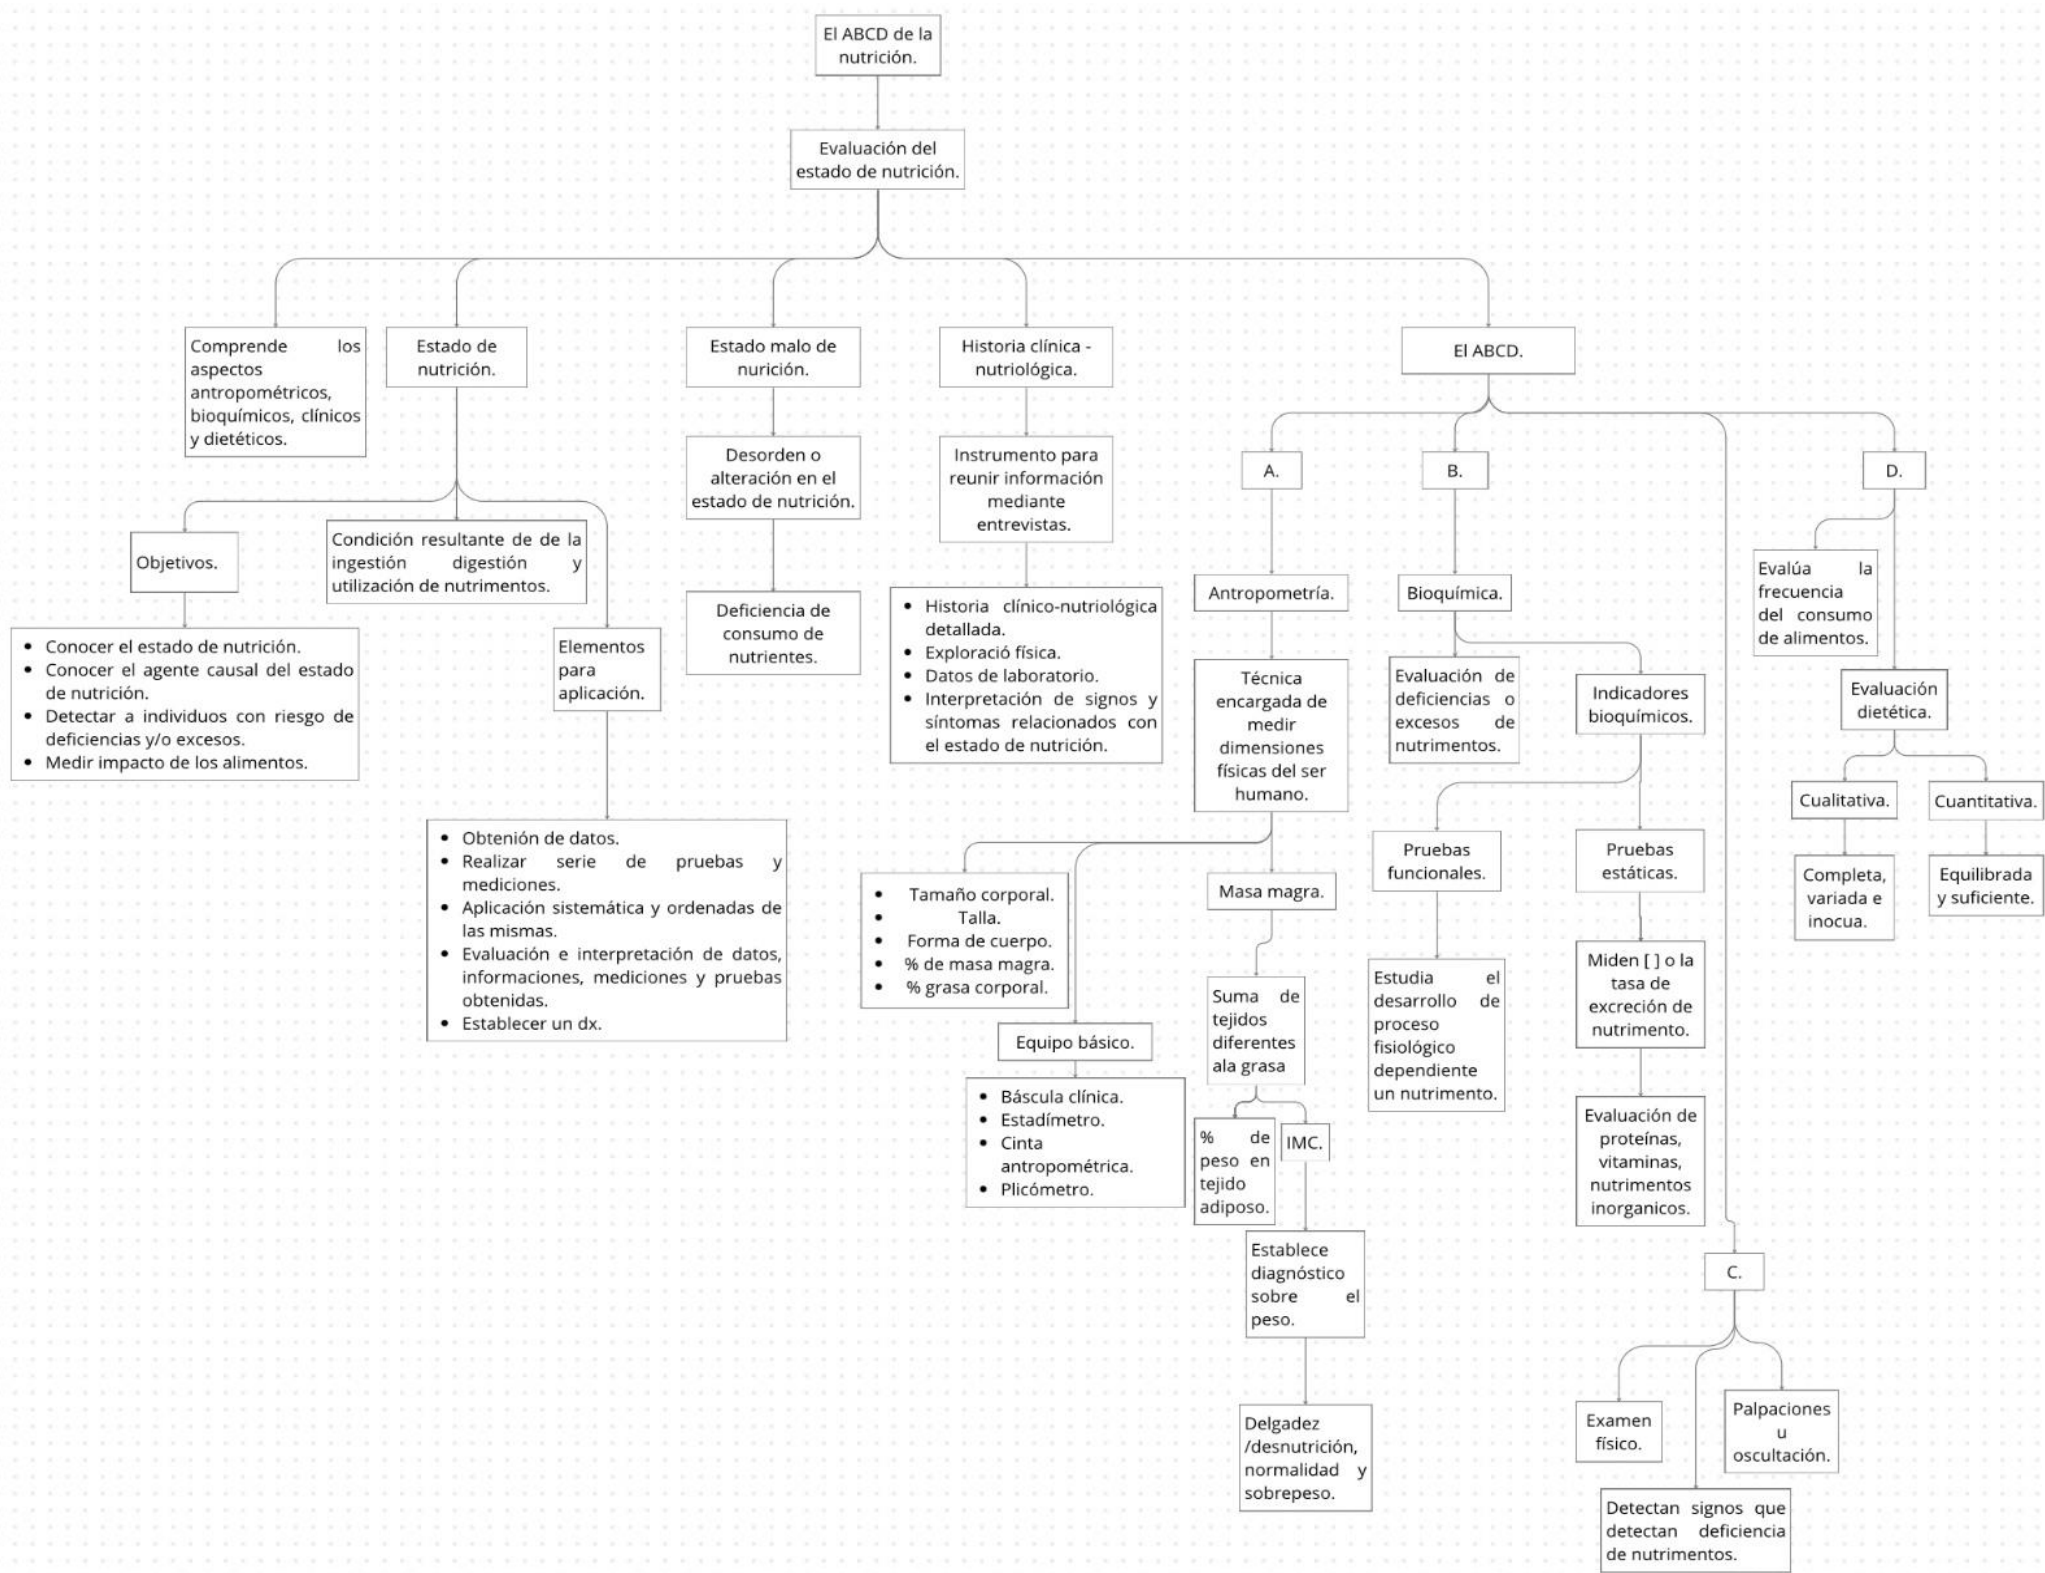 El ABCD de la
nutrición.
Evaluación del
estado de nutrición.
Comprende los
aspectos
antropométricos,
bioquímicos, clínicos
y dietéticos.
Estado de
nutrición.
Objetivos.
• Conocer el estado de nutrición.
• Conocer el agente causal del estado
de nutrición.
• Detectar a individuos con riesgo de
deficiencias y/o excesos.
• Medir impacto de los alimentos.
Condición resultante de de la
ingestión digestión y
utilización de nutrimentos.
Elementos
para
aplicación.
• Obtenión de datos.
• Realizar serie de pruebas y
mediciones.
• Aplicación sistemática y ordenadas de
las mismas.
• Evaluación e interpretación de datos,
informaciones, mediciones y pruebas
obtenidas.
• Establecer un dx.
Estado malo de
nurición.
Desorden o
alteración en el
estado de nutrición.
Deficiencia de
consumo de
nutrientes.
Historia clínica -
nutriológica.
Instrumento para
reunir información
mediante
entrevistas.
• Historia clínico-nutriológica
detallada.
• Exploració física.
• Datos de laboratorio.
• Interpretación de signos y
síntomas relacionados con
el estado de nutrición.
El ABCD.
A.
Antropometría.
Técnica
encargada de
medir
dimensiones
físicas del ser
humano.
• Tamaño corporal.
• Talla.
• Forma de cuerpo.
• % de masa magra.
• % grasa corporal.
Equipo básico.
• Báscula clínica.
• Estadímetro.
• Cinta
antropométrica.
• Plicómetro.
Masa magra.
Suma de
tejidos
diferentes
ala grasa
% de
peso en
tejido
adiposo.
IMC.
Establece
diagnóstico
sobre el
peso.
Delgadez
/desnutrición,
normalidad y
sobrepeso.
B.
Bioquímica.
Evaluación de
deficiencias o
excesos de
nutrimentos.
Indicadores
bioquímicos.
Pruebas
funcionales.
Estudia el
desarrollo de
proceso
fisiológico
dependiente
un nutrimento.
Pruebas
estáticas.
Miden [ ] o la
tasa de
excreción de
nutrimento.
Evaluación de
proteínas,
vitaminas,
nutrimentos
inorganicos.
C.
Examen
físico.
Detectan signos que
detectan deficiencia
de nutrimentos.
Palpaciones
u
oscultación.
D.
Evalúa la
frecuencia
del consumo
de alimentos.
Evaluación
dietética.
Cualitativa.
Completa,
variada e
inocua.
Cuantitativa.
Equilibrada
y suficiente.